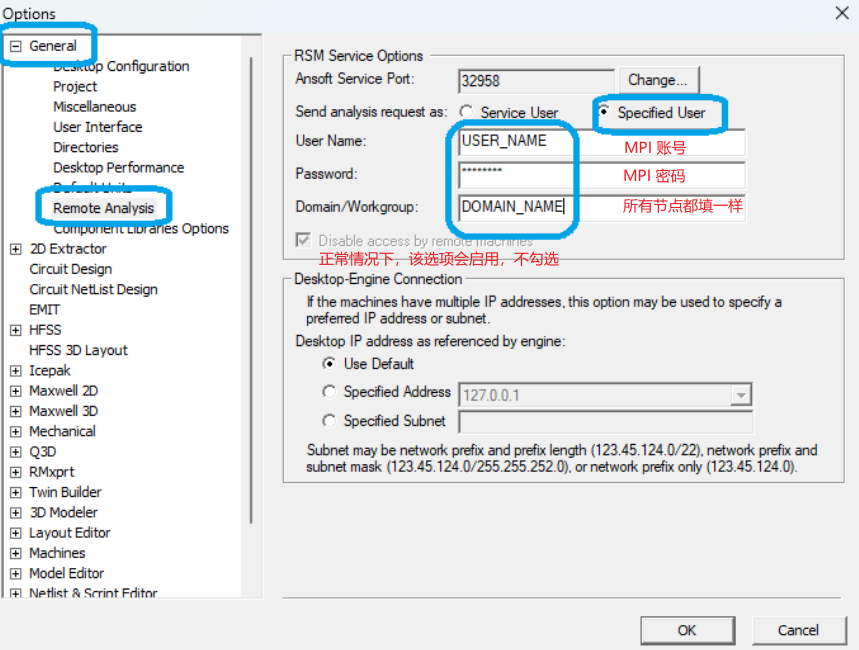 Options
General
Desktop Configuration
Project
Miscellaneous
User Interface
Directories
Desktop Performance
Default Units
Remote Analysis
Component Libraries Options
2D Extractor
Circuit Design
Circuit NetList Design
EMIT
HFSS
HFSS 3D Layout
Icepak
Maxwell 2D
Maxwell 3D
Mechanical
Q3D
RMxprt
Twin Builder
3D Modeler
Layout Editor
Machines
Model Editor
Netlist & Script Editor
RSM Service Options
Ansoft Service Port: 32958 Change...
Send analysis request as: Service User Specified User
User Name: USER_NAME MPI 账号
Password: ******** MPI 密码
Domain/Workgroup: DOMAIN_NAME 所有节点都填一样
Disable access by remote machines
正常情况下，该选项会启用，不勾选
Desktop-Engine Connection
If the machines have multiple IP addresses, this option may be used to specify a
preferred IP address or subnet.
Desktop IP address as referenced by engine:
Use Default
Specified Address 127.0.0.1
Specified Subnet
Subnet may be network prefix and prefix length (123.45.124.0/22), network prefix and
subnet mask (123.45.124.0/255.255.252.0), or network prefix only (123.45.124.0).
OK Cancel